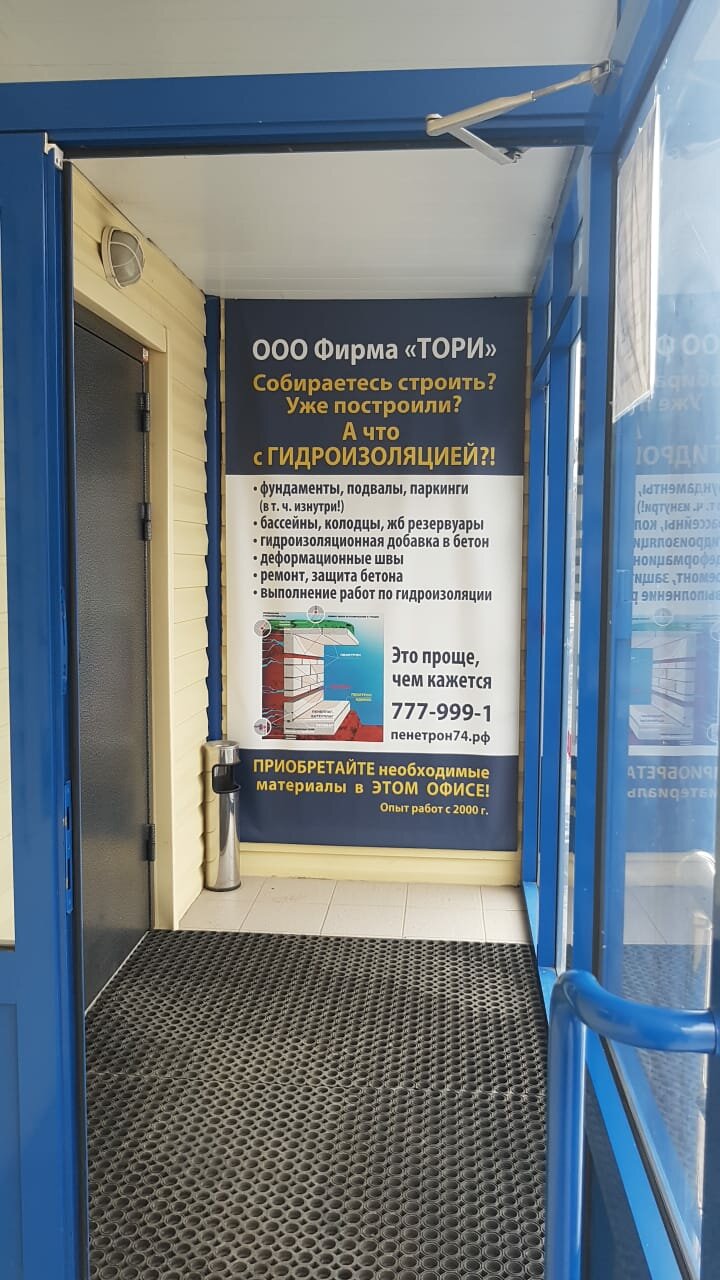 ООО Фирма «ТОРИ»
Собираетесь строить?
Уже построили?
А что
с ГИДРОИЗОЛЯЦИЕЙ?!
• фундаменты, подвалы, паркинги
(в т. ч. изнутри!)
• бассейны, колодцы, жб резервуары
• гидроизоляционная добавка в бетон
• деформационные швы
• ремонт, защита бетона
• выполнение работ по гидроизоляции
ПЕНЕТРОН
Это проще,
чем кажется
777-999-1
пенетрон74.рф
ПРИОБРЕТАЙТЕ необходимые
материалы в ЭТОМ ОФИСЕ!
Опыт работ с 2000 г.